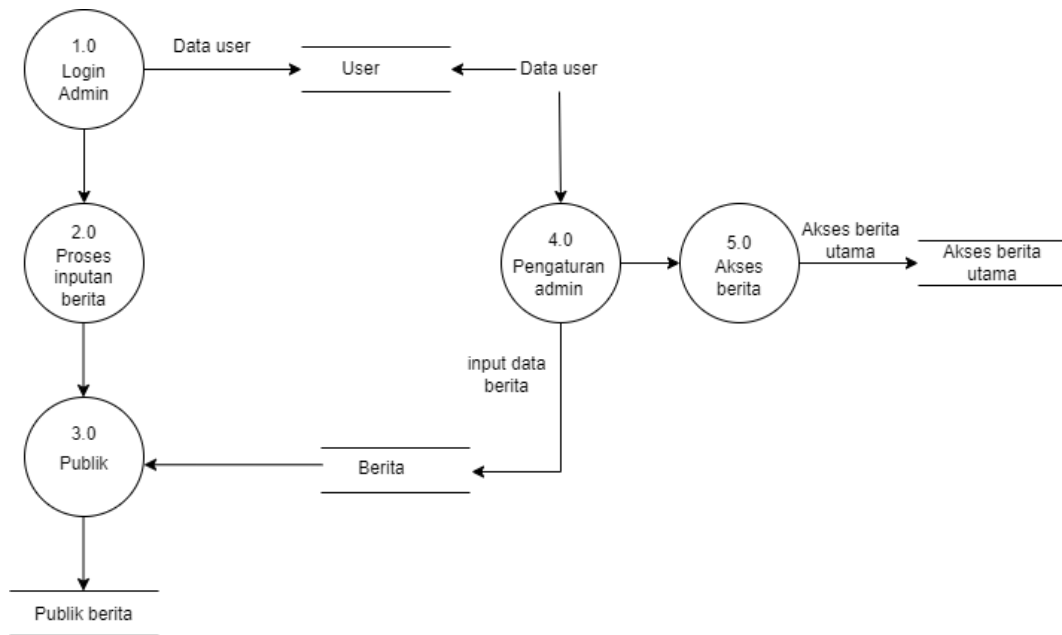 1.0
Login
Admin
Data user
User
Data user
2.0
Proses
inputan
berita
4.0
Pengaturan
admin
5.0
Akses
berita
Akses berita
utama
Akses berita
utama
input data
berita
3.0
Publik
Berita
Publik berita